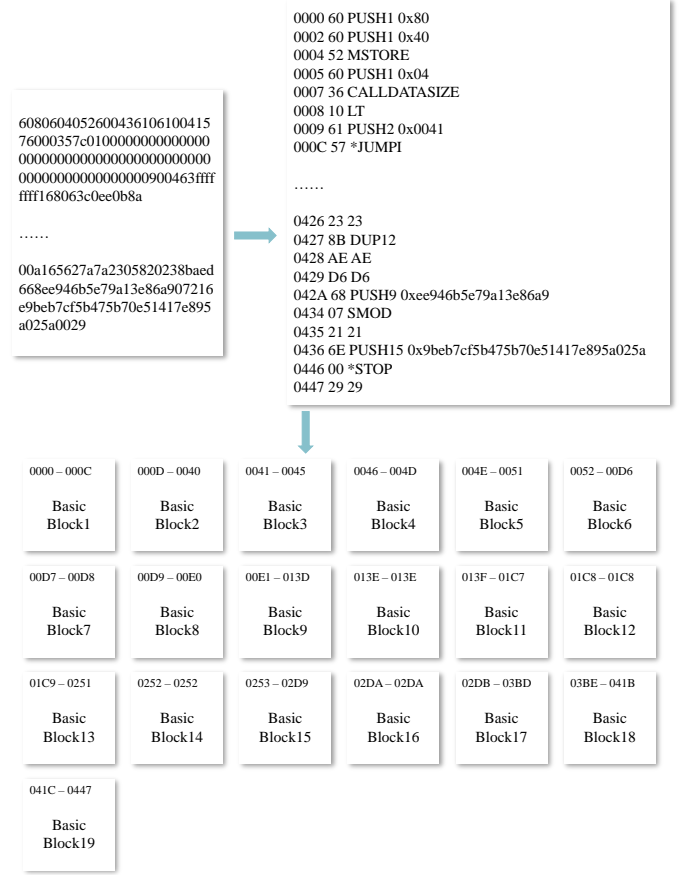 6080604052600436106100415
76000357c0100000000000000
0000000000000000000000000
00000000000000000900463ffff
ffff168063c0ee0b8a
……
00a165627a7a2305820238baed
668ee946b5e79a13e86a907216
e9beb7cf5b475b70e51417e895
a025a0029
0000 60 PUSH1 0x80
0002 60 PUSH1 0x40
0004 52 MSTORE
0005 60 PUSH1 0x04
0007 36 CALLDATASIZE
0008 10 LT
0009 61 PUSH2 0x0041
000C 57 *JUMPI
……
0426 23 23
0427 8B DUP12
0428 AE AE
0429 D6 D6
042A 68 PUSH9 0xee946b5e79a13e86a9
0434 07 SMOD
0435 21 21
0436 6E PUSH15 0x9beb7cf5b475b70e51417e895a025a
0446 00 *STOP
0447 29 29
0000 – 000C
Basic
Block1
000D – 0040
Basic
Block2
0041 – 0045
Basic
Block3
0046 – 004D
Basic
Block4
004E – 0051
Basic
Block5
0052 – 00D6
Basic
Block6
00D7 – 00D8
Basic
Block7
00D9 – 00E0
Basic
Block8
00E1 – 013D
Basic
Block9
013E – 013E
Basic
Block10
013F – 01C7
Basic
Block11
01C8 – 01C8
Basic
Block12
01C9 – 0251
Basic
Block13
0252 – 0252
Basic
Block14
0253 – 02D9
Basic
Block15
02DA – 02DA
Basic
Block16
02DB – 03BD
Basic
Block17
03BE – 041B
Basic
Block18
041C – 0447
Basic
Block19